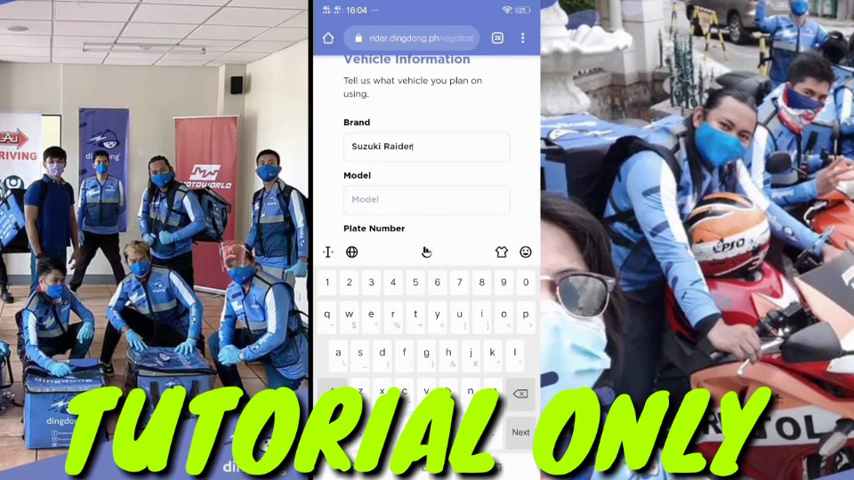 16:04
rider.dingdong.ph/registrat
28
Vehicle Information
Tell us what vehicle you plan on
using.
Brand
Suzuki Raider
Model
Model
Plate Number
1 2 3 4 5 6 7 8 9 0
q w e r t y u i o p
a s d f g h j k l
Next
DRIVING
dingdong
MOTOWORLD
dingdong
EPSO
TUTORIAL ONLY